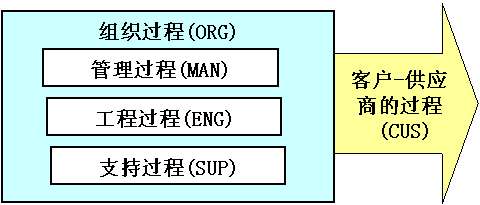 组织过程(ORG)
管理过程(MAN)
工程过程(ENG)
支持过程(SUP)
客户-供应
商的过程
(CUS)